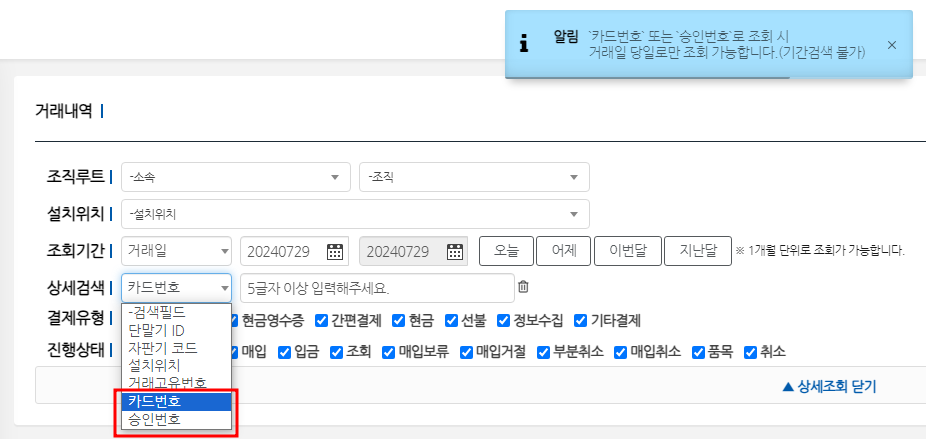 알림 `카드번호` 또는 `승인번호`로 조회 시
거래일 당일로만 조회 가능합니다.(기간검색 불가) ×
거래내역
조직루트 -소속 -조직
설치위치 -설치위치
조회기간 거래일 20240729 20240729 오늘 어제 이번달 지난달 ※ 1개월 단위로 조회가 가능합니다.
상세검색 카드번호 5글자 이상 입력해주세요.
결제유형 현금영수증 간편결제 현금 선불 정보수집 기타결제
진행상태 매입 입금 조회 매입보류 매입거절 부분취소 매입취소 품목 취소
-검색필드
단말기 ID
자판기 코드
설치위치
거래고유번호
카드번호
승인번호
▲ 상세조회 닫기